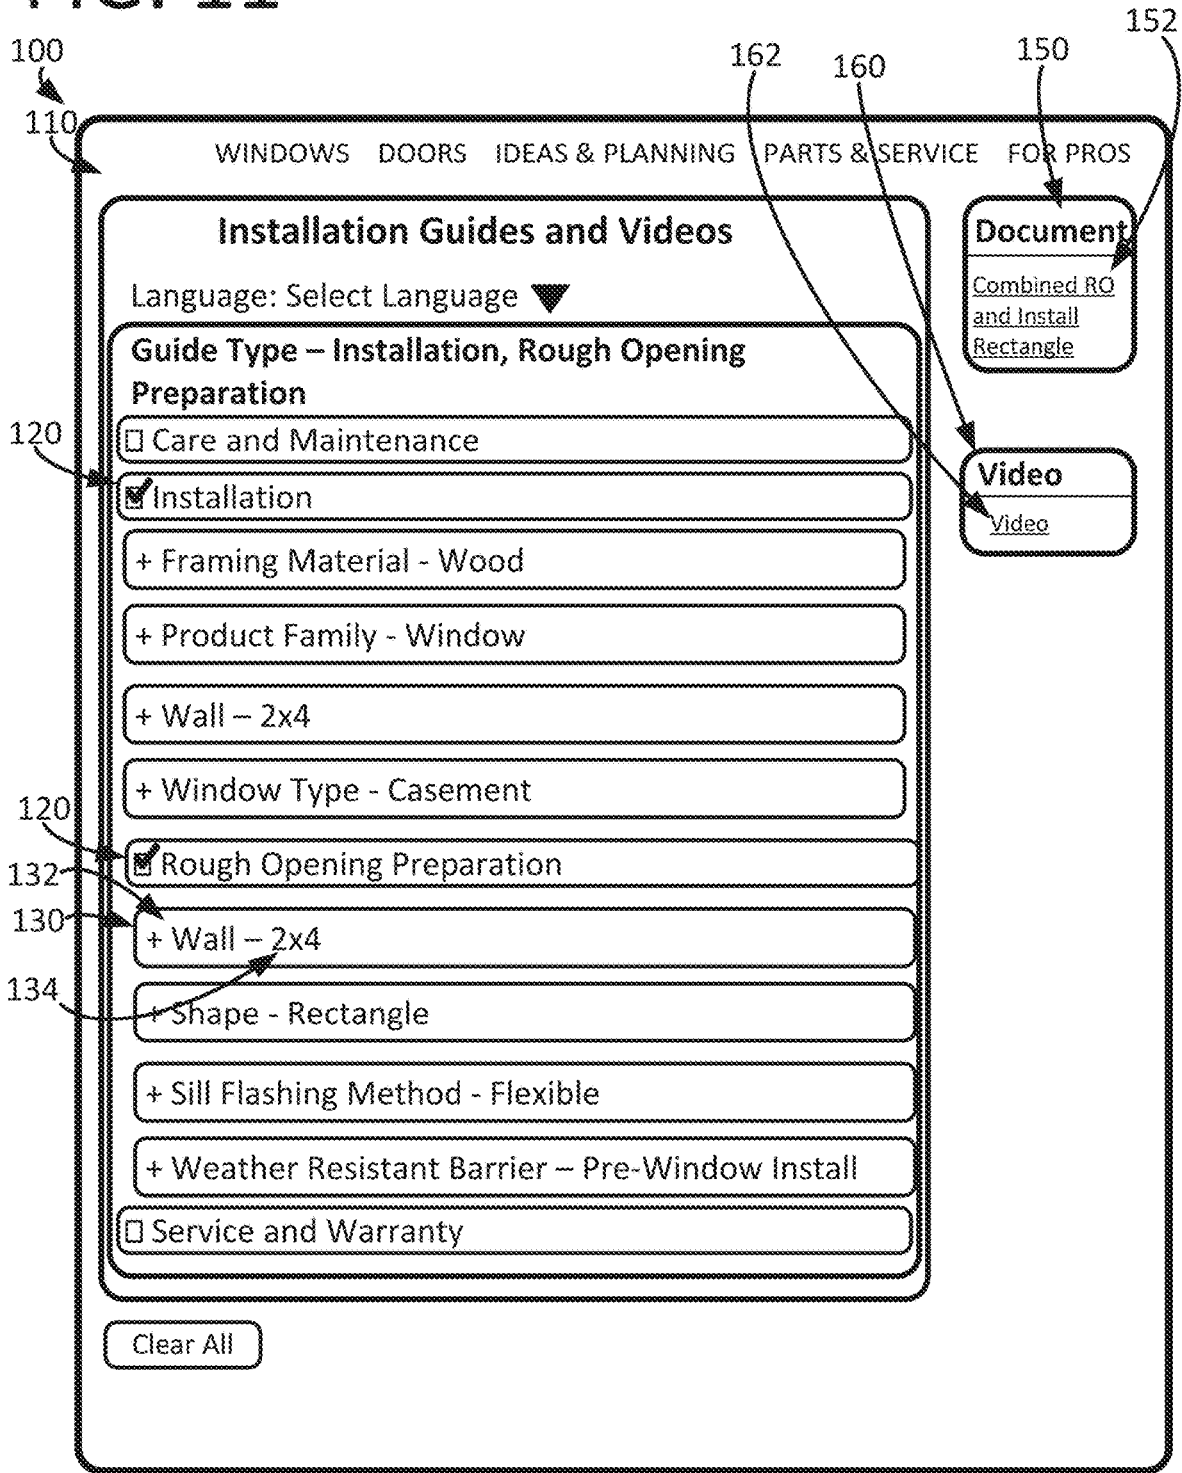 FIG. 11
152
100
162
160
150
110
WINDOWS DOORS IDEAS & PLANNING PARTS & SERVICE FOR PROS
Installation Guides and Videos
Document
Language: Select Language
Combined RO
and Install
Rectangle
Guide Type – Installation, Rough Opening
Preparation
120
Care and Maintenance
Video
Installation
Video
+ Framing Material - Wood
+ Product Family - Window
+ Wall – 2x4
+ Window Type - Casement
120
Rough Opening Preparation
132
130
+ Wall – 2x4
134
+ Shape - Rectangle
+ Sill Flashing Method - Flexible
+ Weather Resistant Barrier – Pre-Window Install
Service and Warranty
Clear All